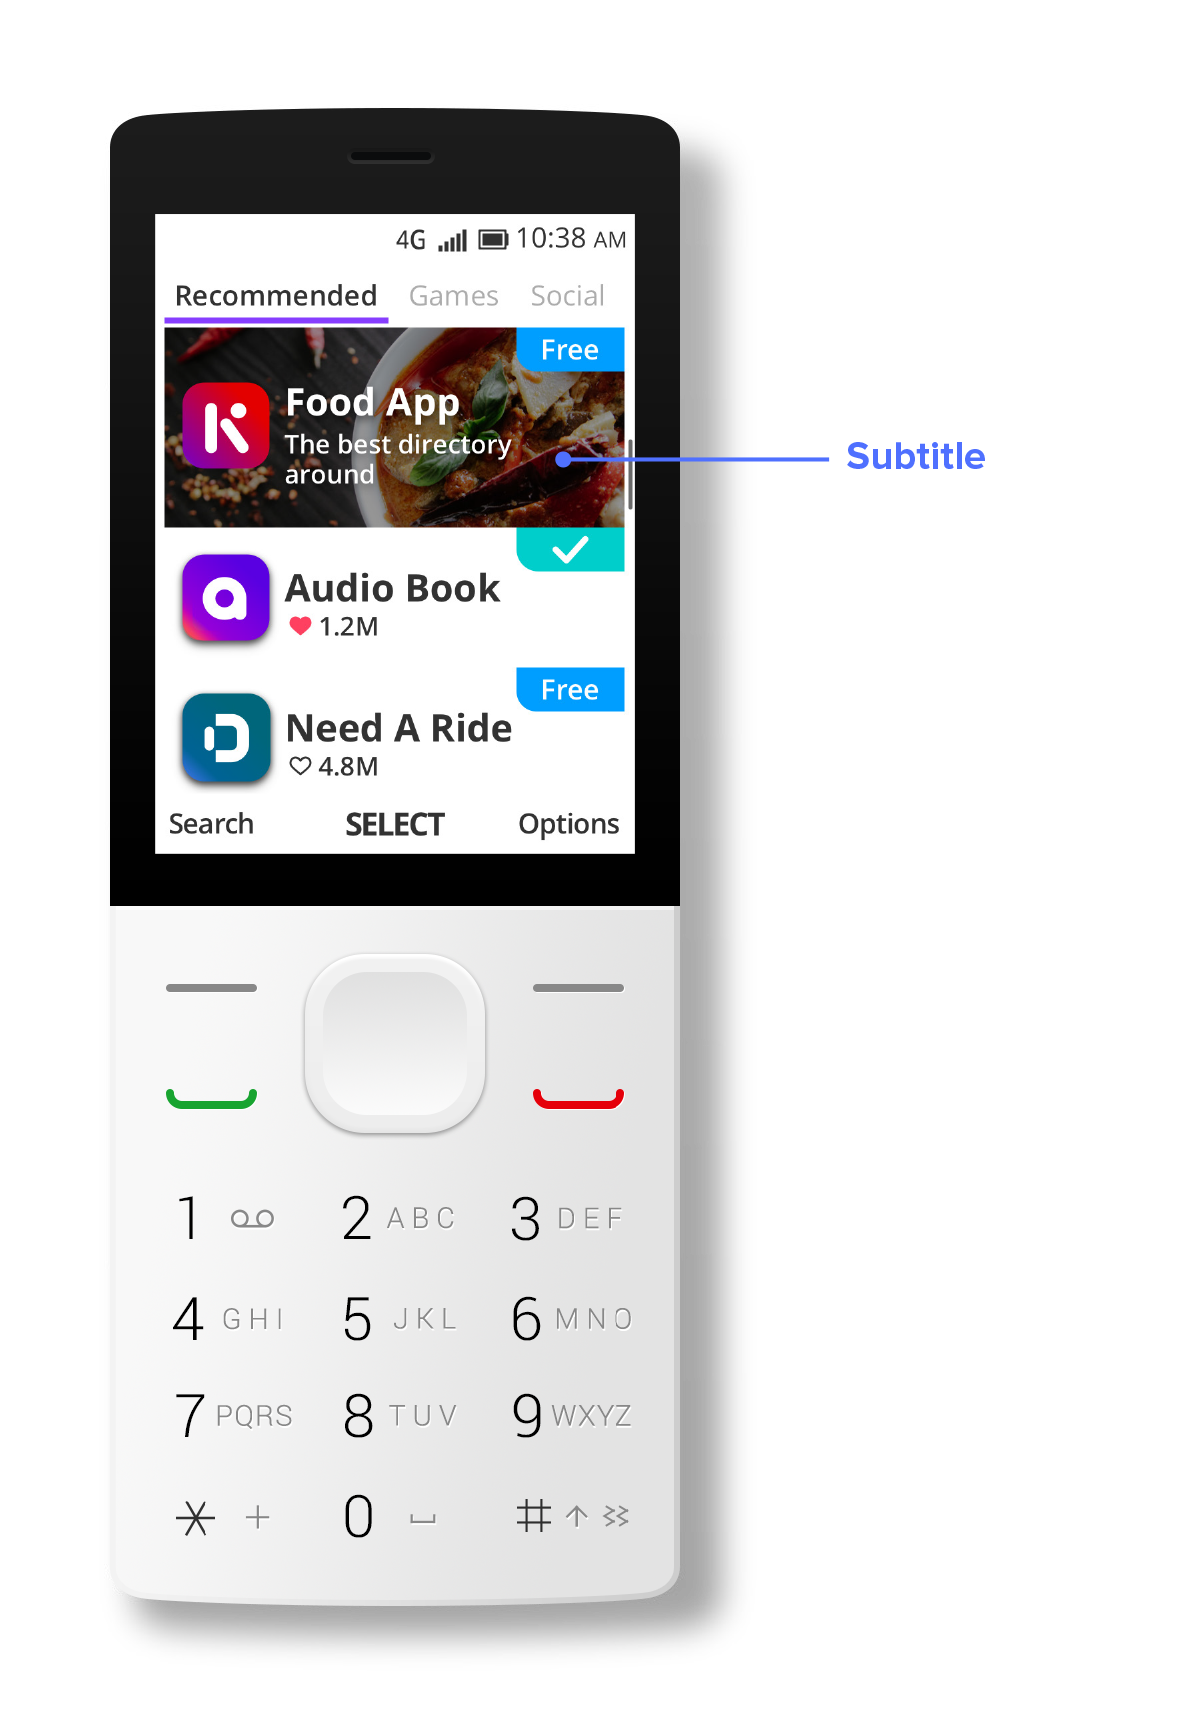 4G 10:38 AM
Recommended Games Social
Free
Food App
The best directory
around
Subtitle
Audio Book
1.2M
Free
Need A Ride
4.8M
Search SELECT Options
1 2 ABC 3 DEF
4 GHI 5 JKL 6 MNO
7 PQRS 8 TUV 9 WXYZ
* + 0 #